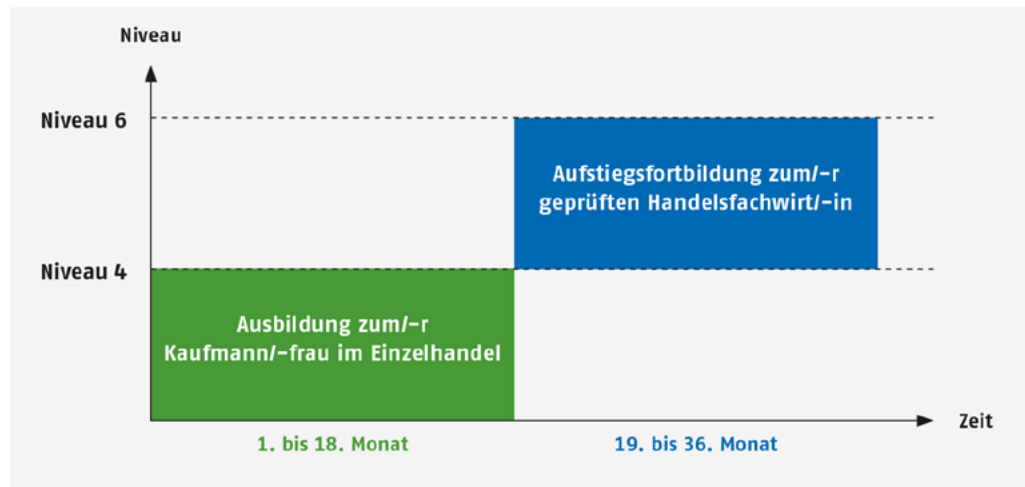 Niveau
Niveau 6
Aufstiegsfortbildung zum/-r
geprüften Handelsfachwirt/-in
Niveau 4
Ausbildung zum/-r
Kaufmann/-frau im Einzelhandel
Zeit
1. bis 18. Monat
19. bis 36. Monat